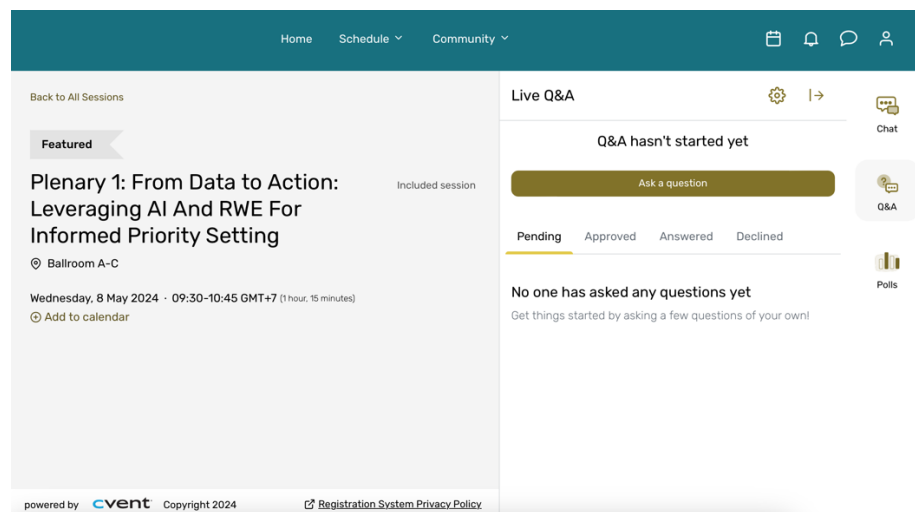 Home Schedule Community
Back to All Sessions
Featured
Plenary 1: From Data to Action:
Leveraging AI And RWE For
Informed Priority Setting
Included session
Ballroom A-C
Wednesday, 8 May 2024 · 09:30-10:45 GMT+7 (1 hour, 15 minutes)
Add to calendar
powered by cvent Copyright 2024 Registration System Privacy Policy
Live Q&A
Q&A hasn't started yet
Ask a question
Pending Approved Answered Declined
No one has asked any questions yet
Get things started by asking a few questions of your own!
Chat
Q&A
Polls